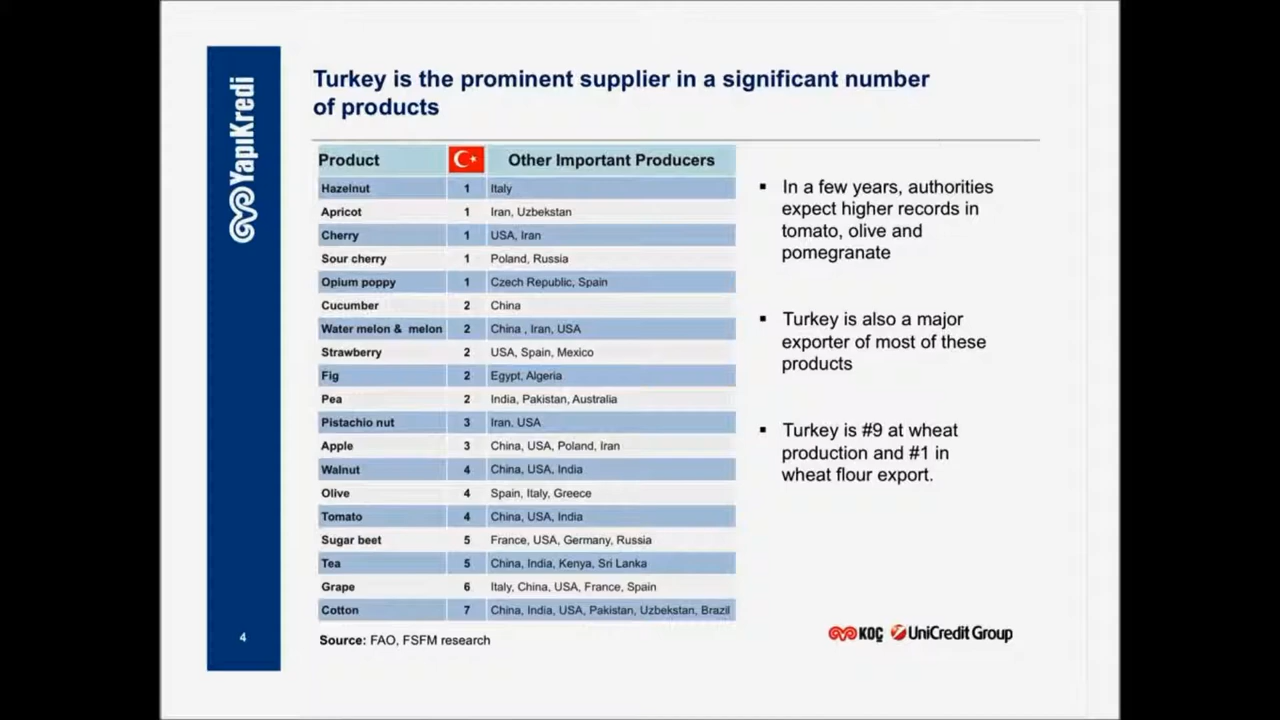 YapıKredi
Turkey is the prominent supplier in a significant number
of products
Product Other Important Producers
Hazelnut 1 Italy
Apricot 1 Iran, Uzbekstan
Cherry 1 USA, Iran
Sour cherry 1 Poland, Russia
Opium poppy 1 Czech Republic, Spain
Cucumber 2 China
Water melon & melon 2 China , Iran, USA
Strawberry 2 USA, Spain, Mexico
Fig 2 Egypt, Algeria
Pea 2 India, Pakistan, Australia
Pistachio nut 3 Iran, USA
Apple 3 China, USA, Poland, Iran
Walnut 4 China, USA, India
Olive 4 Spain, Italy, Greece
Tomato 4 China, USA, India
Sugar beet 5 France, USA, Germany, Russia
Tea 5 China, India, Kenya, Sri Lanka
Grape 6 Italy, China, USA, France, Spain
Cotton 7 China, India, USA, Pakistan, Uzbekstan, Brazil
Source: FAO, FSFM research
▪ In a few years, authorities
expect higher records in
tomato, olive and
pomegranate
▪ Turkey is also a major
exporter of most of these
products
▪ Turkey is #9 at wheat
production and #1 in
wheat flour export.
4
KOÇ UniCredit Group